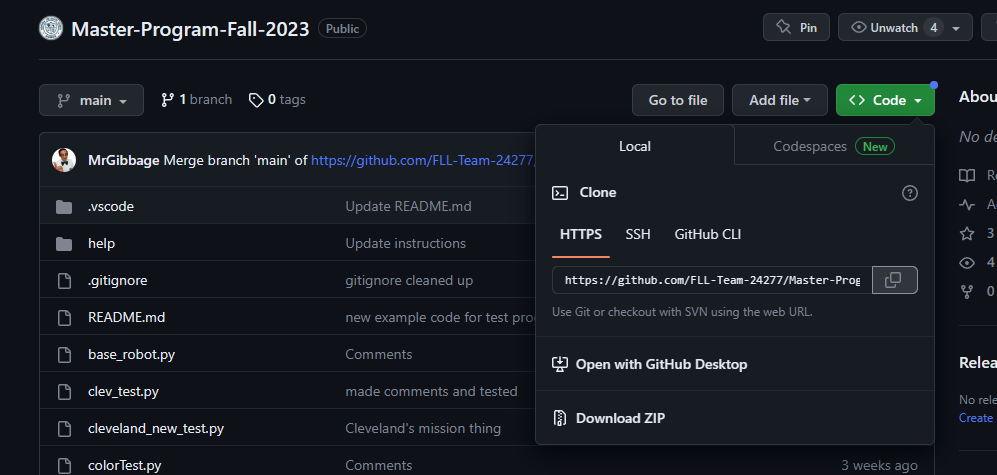 Master-Program-Fall-2023 Public
Pin
Unwatch 4
main
1 branch
0 tags
Go to file
Add file
<> Code
MrGibbage Merge branch 'main' of https://github.com/FLL-Team-24277/
.vscode Update README.md
help Update instructions
.gitignore gitignore cleaned up
README.md new example code for test pro
base_robot.py Comments
clev_test.py made comments and tested
cleveland_new_test.py Cleveland's mission thing
colorTest.py Comments 3 weeks ago
Local
Codespaces New
Clone
HTTPS SSH GitHub CLI
https://github.com/FLL-Team-24277/Master-Prog
Use Git or checkout with SVN using the web URL.
Open with GitHub Desktop
Download ZIP
Abou
No de
Re
A
3
4
0
Relea
No rele
Create